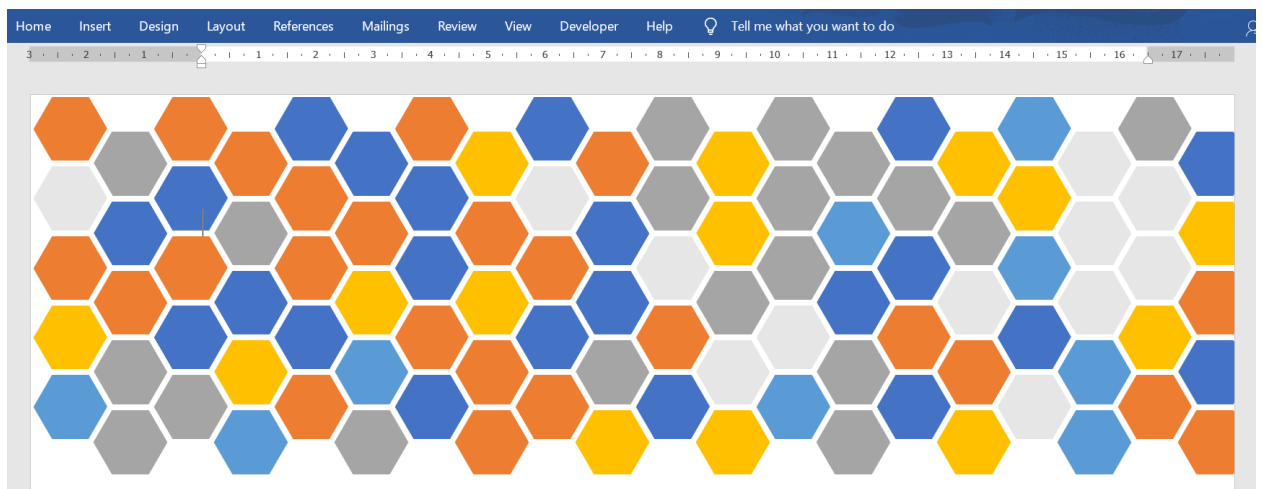 Home Insert Design Layout References Mailings Review View Developer Help Tell me what you want to do
3 2 1 1 2 3 4 5 6 7 8 9 10 11 12 13 14 15 16 17